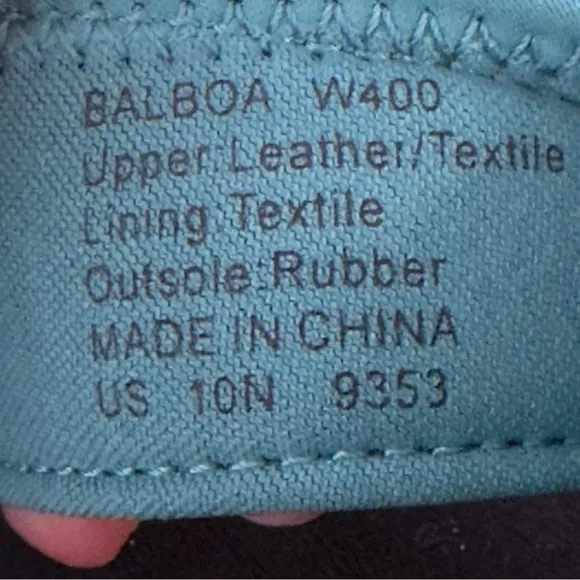 BALBOA W400
Upper:Leather/Textile
Lining:Textile
Outsole:Rubber
MADE IN CHINA
US 10N 9353